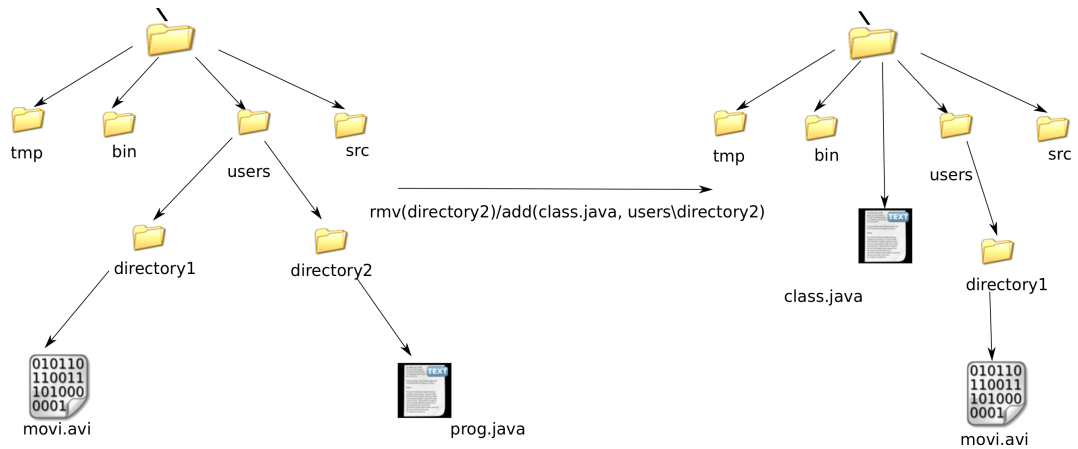 \
tmp
bin
users
src
directory1
directory2
010110
110011
101000
0001
movi.avi
TEXT
prog.java
rmv(directory2)/add(class.java, users\directory2)
\
tmp
bin
users
src
TEXT
class.java
directory1
010110
110011
101000
0001
movi.avi